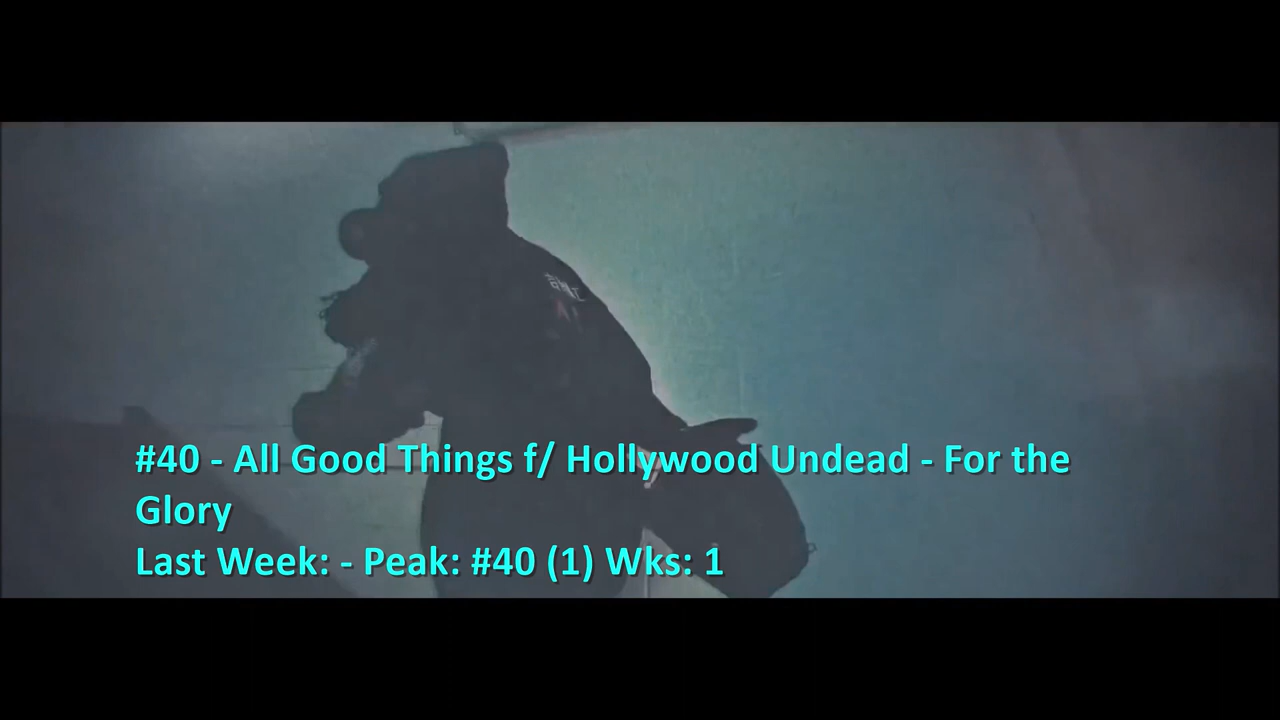 #40 - All Good Things f/ Hollywood Undead - For the
Glory
Last Week: - Peak: #40 (1) Wks: 1